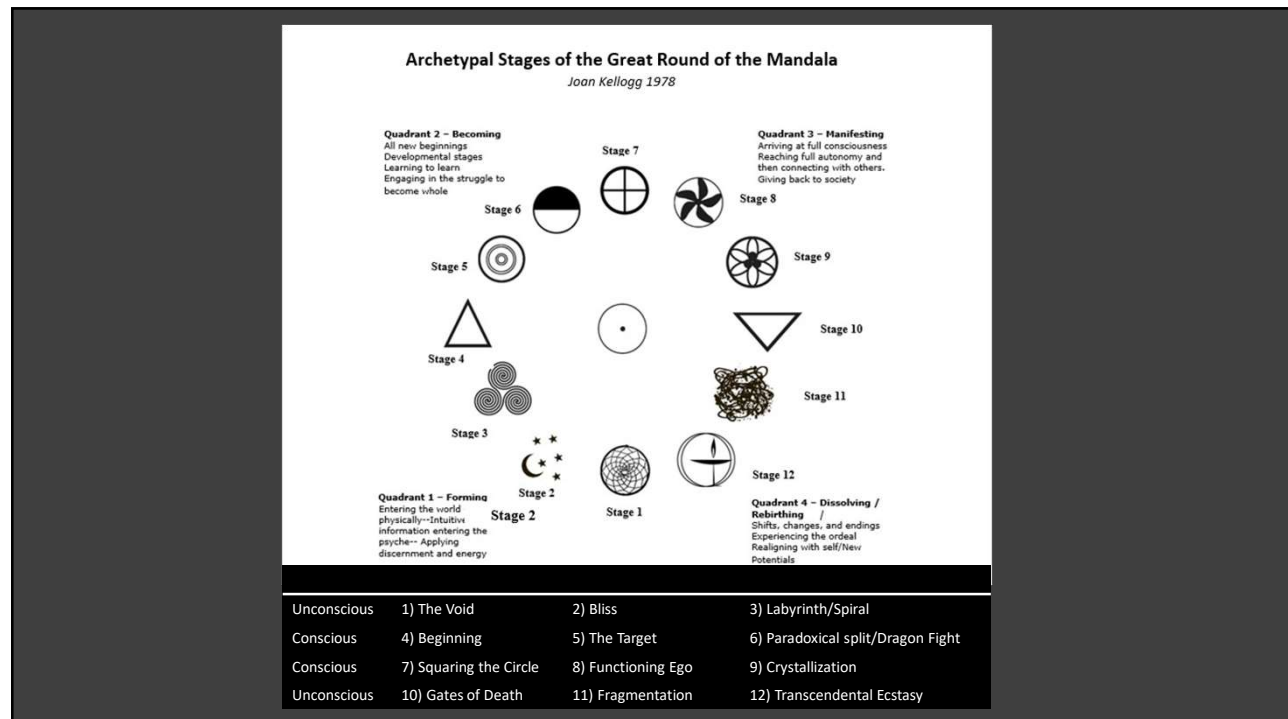 Archetypal Stages of the Great Round of the Mandala
Joan Kellogg 1978
Quadrant 2 – Becoming
All new beginnings
Developmental stages
Learning to learn
Engaging in the struggle to
become whole
Quadrant 3 – Manifesting
Arriving at full consciousness
Reaching full autonomy and
then connecting with others.
Giving back to society
Stage 7
Stage 6
Stage 8
Stage 5
Stage 9
Stage 4
Stage 10
Stage 3
Stage 11
Stage 2
Stage 1
Stage 12
Quadrant 1 – Forming
Entering the world
physically--Intuitive
information entering the
psyche-- Applying
discernment and energy
Stage 2
Quadrant 4 – Dissolving /
Rebirthing /
Shifts, changes, and endings
Experiencing the ordeal
Realigning with self/New
Potentials
Unconscious 1) The Void 2) Bliss 3) Labyrinth/Spiral
Conscious 4) Beginning 5) The Target 6) Paradoxical split/Dragon Fight
Conscious 7) Squaring the Circle 8) Functioning Ego 9) Crystallization
Unconscious 10) Gates of Death 11) Fragmentation 12) Transcendental Ecstasy